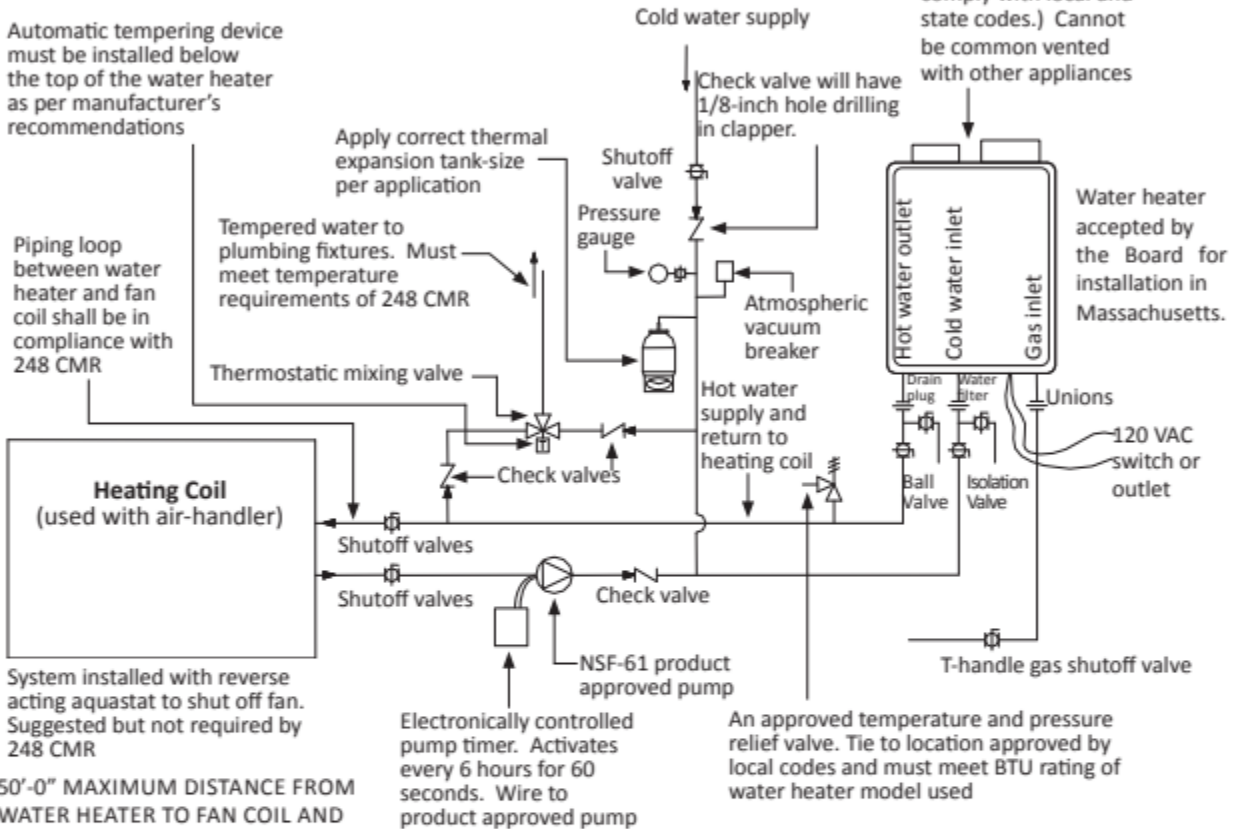 Automatic tempering device
must be installed below
the top of the water heater
as per manufacturer's
recommendations
Cold water supply
state codes.) Cannot
be common vented
with other appliances
Check valve will have
1/8-inch hole drilling
in clapper.
Apply correct thermal
expansion tank-size
per application
Shutoff
valve
Pressure
gauge
Tempered water to
plumbing fixtures. Must
meet temperature
requirements of 248 CMR
Piping loop
between water
heater and fan
coil shall be in
compliance with
248 CMR
Atmospheric
vacuum
breaker
Hot water outlet
Cold water inlet
Gas inlet
Water heater
accepted by
the Board for
installation in
Massachusetts.
Thermostatic mixing valve
Hot water
supply and
return to
heating coil
Drain
plug
Water
filter
Unions
120 VAC
switch or
outlet
Check valves
Ball
Valve
Isolation
Valve
Heating Coil
(used with air-handler)
Shutoff valves
Shutoff valves
Check valve
T-handle gas shutoff valve
NSF-61 product
approved pump
System installed with reverse
acting aquastat to shut off fan.
Suggested but not required by
248 CMR
Electronically controlled
pump timer. Activates
every 6 hours for 60
seconds. Wire to
product approved pump
An approved temperature and pressure
relief valve. Tie to location approved by
local codes and must meet BTU rating of
water heater model used
50'-0" MAXIMUM DISTANCE FROM
WATER HEATER TO FAN COIL AND